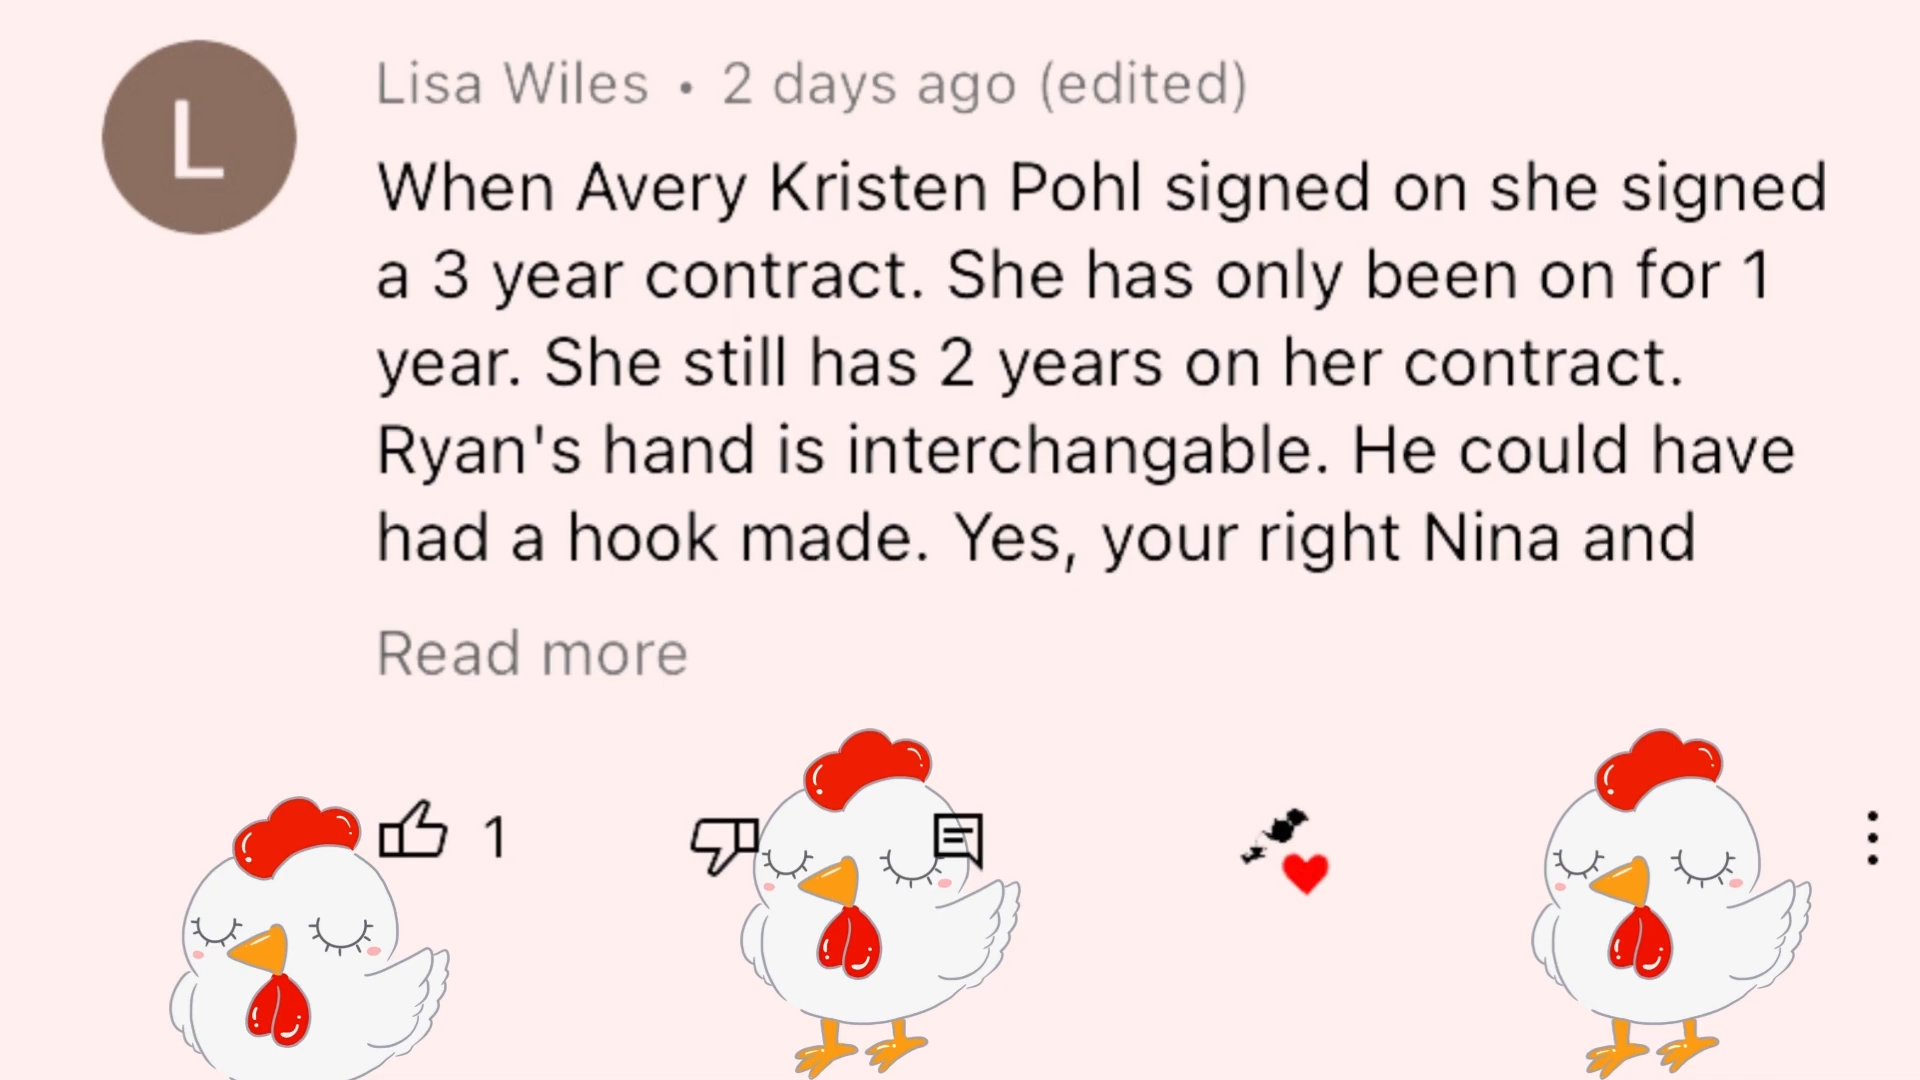 L
Lisa Wiles • 2 days ago (edited)
When Avery Kristen Pohl signed on she signed
a 3 year contract. She has only been on for 1
year. She still has 2 years on her contract.
Ryan's hand is interchangable. He could have
had a hook made. Yes, your right Nina and
Read more
1